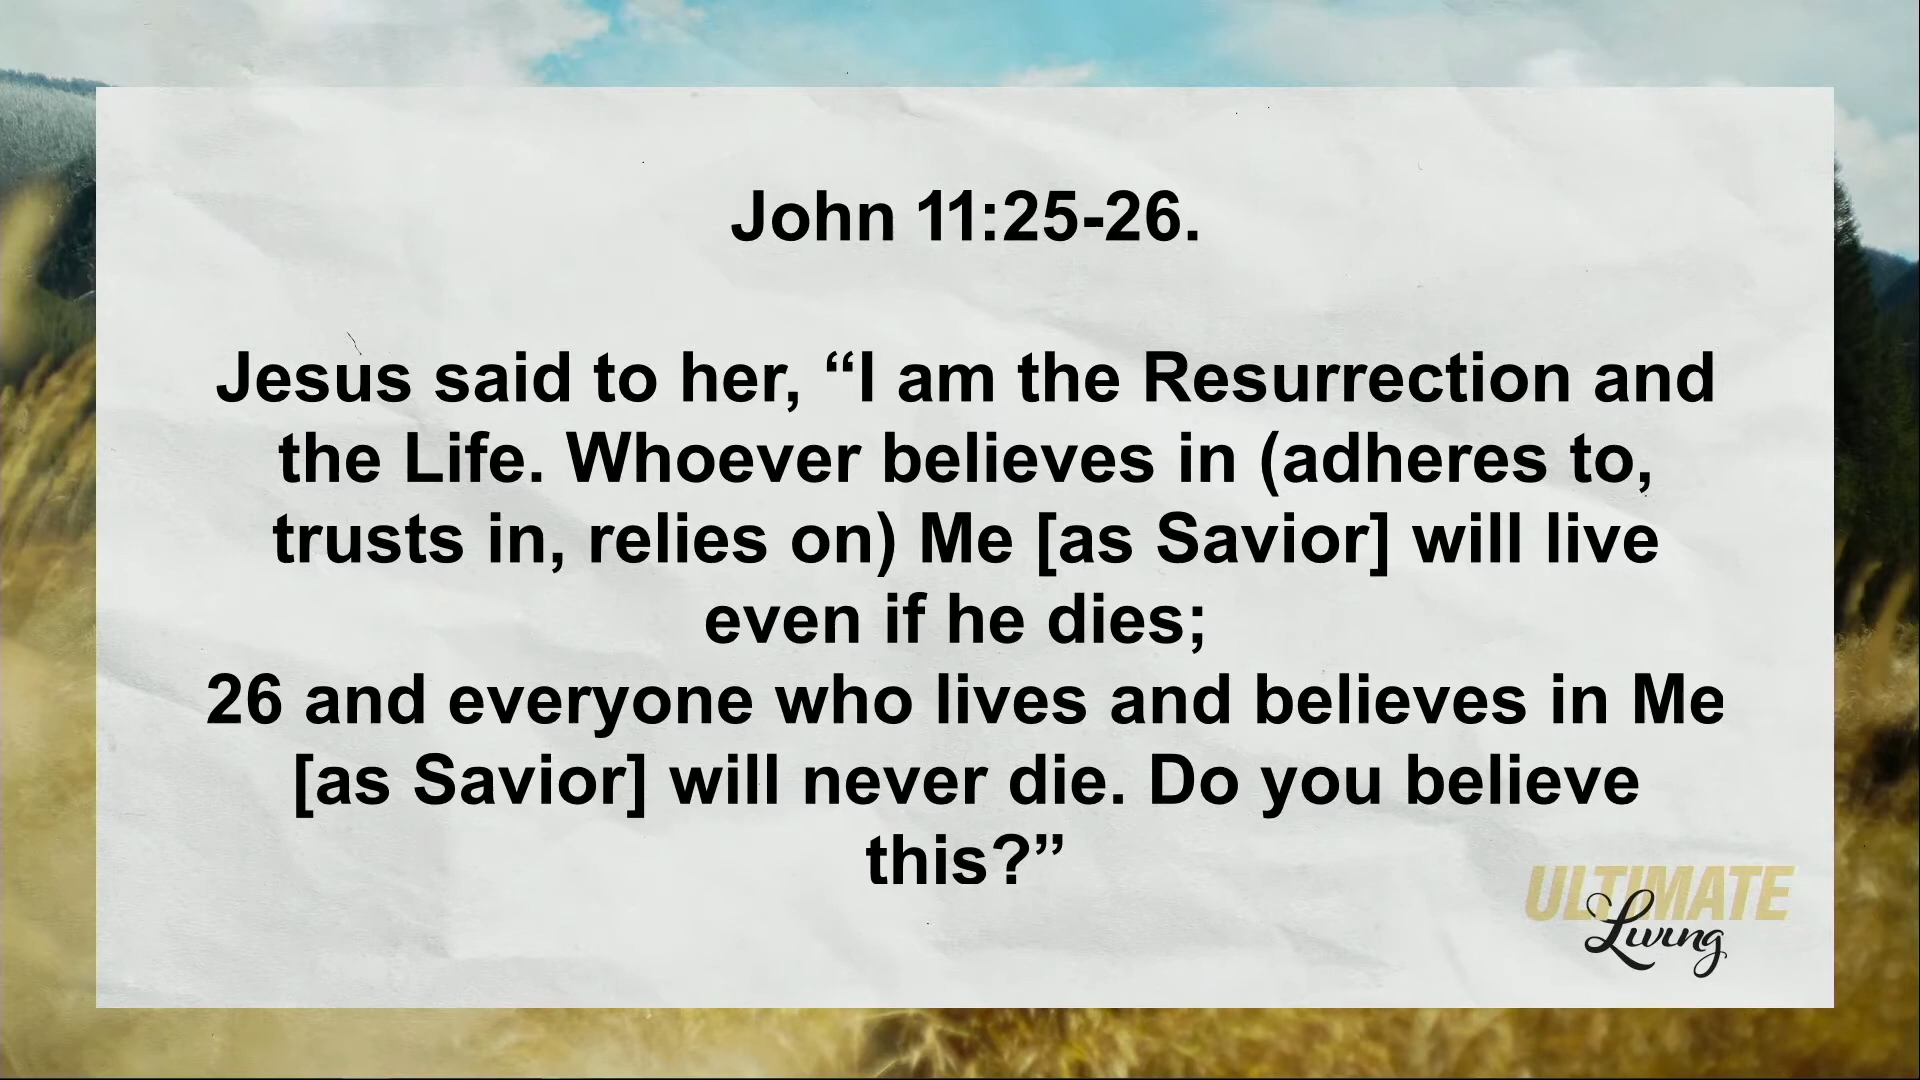 John 11:25-26.
Jesus said to her, “I am the Resurrection and
the Life. Whoever believes in (adheres to,
trusts in, relies on) Me [as Savior] will live
even if he dies;
26 and everyone who lives and believes in Me
[as Savior] will never die. Do you believe
this?”
ULTIMATE
Living